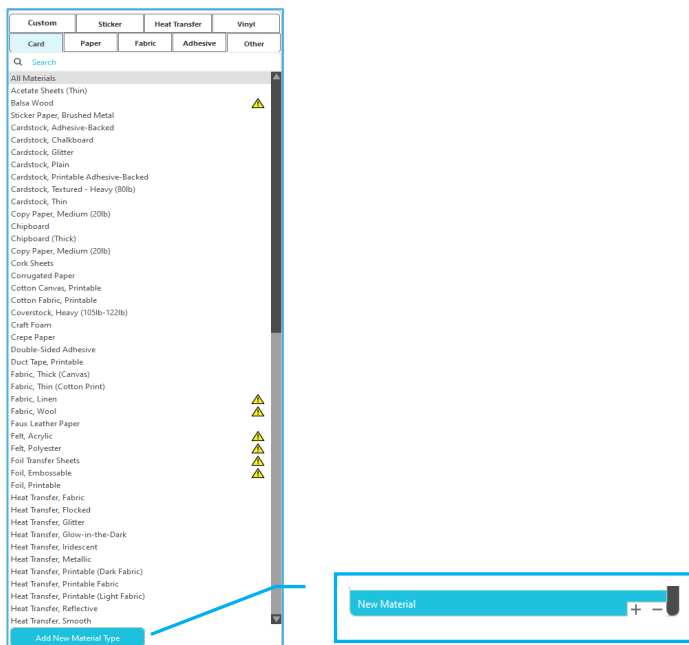 Custom Sticker Heat Transfer Vinyl
Card Paper Fabric Adhesive Other
Search
All Materials
Acetate Sheets (Thin)
Balsa Wood
Sticker Paper, Brushed Metal
Cardstock, Adhesive-Backed
Cardstock, Chalkboard
Cardstock, Glitter
Cardstock, Plain
Cardstock, Printable Adhesive-Backed
Cardstock, Textured - Heavy (80lb)
Cardstock, Thin
Copy Paper, Medium (20lb)
Chipboard
Chipboard (Thick)
Copy Paper, Medium (20lb)
Cork Sheets
Corrugated Paper
Cotton Canvas, Printable
Cotton Fabric, Printable
Coverstock, Heavy (105lb-122lb)
Craft Foam
Crepe Paper
Double-Sided Adhesive
Duct Tape, Printable
Fabric, Thick (Canvas)
Fabric, Thin (Cotton Print)
Fabric, Linen
Fabric, Wool
Faux Leather Paper
Felt, Acrylic
Felt, Polyester
Foil Transfer Sheets
Foil, Embossable
Foil, Printable
Heat Transfer, Fabric
Heat Transfer, Flocked
Heat Transfer, Glitter
Heat Transfer, Glow-in-the-Dark
Heat Transfer, Iridescent
Heat Transfer, Metallic
Heat Transfer, Printable (Dark Fabric)
Heat Transfer, Printable Fabric
Heat Transfer, Printable (Light Fabric)
Heat Transfer, Reflective
Heat Transfer, Smooth
Add New Material Type
New Material
+ −